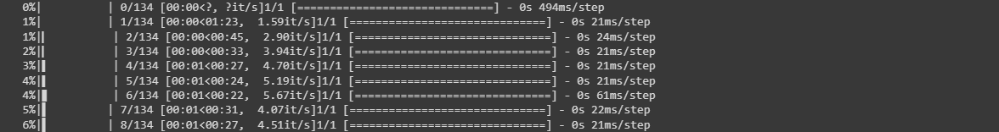 0%|          | 0/134 [00:00<?, ?it/s]1/1 [==============================] - 0s 494ms/step
1%|          | 1/134 [00:00<01:23,  1.59it/s]1/1 [==============================] - 0s 21ms/step
1%|▏         | 2/134 [00:00<00:45,  2.90it/s]1/1 [==============================] - 0s 24ms/step
2%|▏         | 3/134 [00:00<00:33,  3.94it/s]1/1 [==============================] - 0s 21ms/step
3%|▎         | 4/134 [00:01<00:27,  4.70it/s]1/1 [==============================] - 0s 21ms/step
4%|▎         | 5/134 [00:01<00:24,  5.19it/s]1/1 [==============================] - 0s 21ms/step
4%|▍         | 6/134 [00:01<00:22,  5.67it/s]1/1 [==============================] - 0s 61ms/step
5%|▌         | 7/134 [00:01<00:31,  4.07it/s]1/1 [==============================] - 0s 22ms/step
6%|▌         | 8/134 [00:01<00:27,  4.51it/s]1/1 [==============================] - 0s 21ms/step